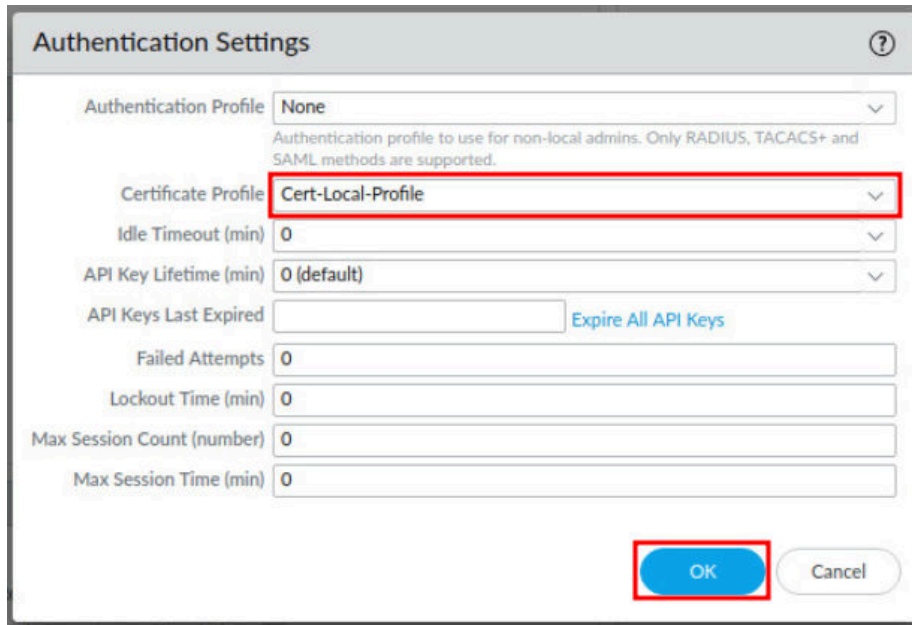 Authentication Settings ?
Authentication Profile None
Authentication profile to use for non-local admins. Only RADIUS, TACACS+ and
SAML methods are supported.
Certificate Profile Cert-Local-Profile
Idle Timeout (min) 0
API Key Lifetime (min) 0 (default)
API Keys Last Expired Expire All API Keys
Failed Attempts 0
Lockout Time (min) 0
Max Session Count (number) 0
Max Session Time (min) 0
OK Cancel